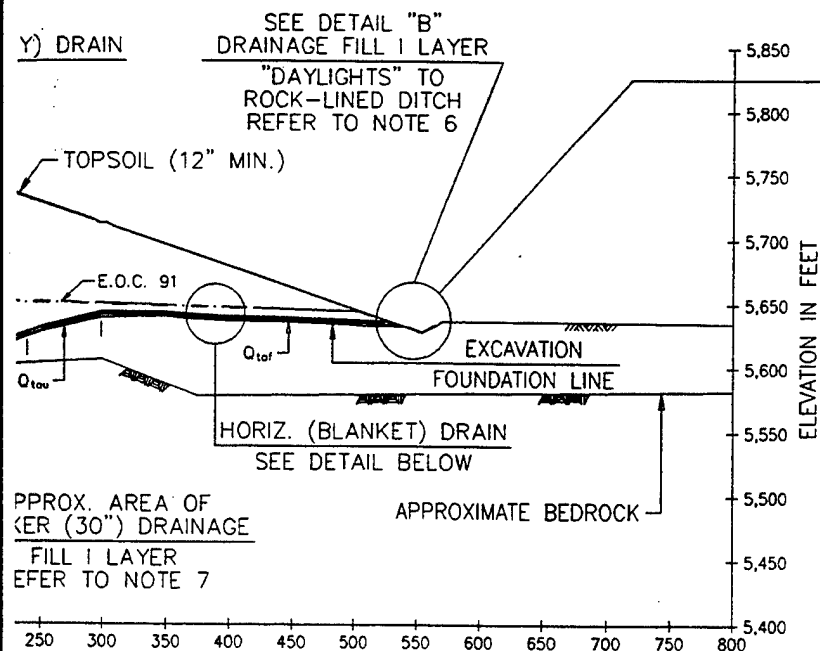 Y) DRAIN
SEE DETAIL "B"
DRAINAGE FILL I LAYER
"DAYLIGHTS" TO
ROCK-LINED DITCH
REFER TO NOTE 6
TOPSOIL (12" MIN.)
E.O.C. 91
Qtau
Qtaf
EXCAVATION
FOUNDATION LINE
HORIZ. (BLANKET) DRAIN
SEE DETAIL BELOW
APPROXIMATE BEDROCK
PPROX. AREA OF
KER (30") DRAINAGE
FILL I LAYER
EFER TO NOTE 7
5,850
5,800
5,750
5,700
5,650
5,600
5,550
5,500
5,450
5,400
ELEVATION IN FEET
250 300 350 400 450 500 550 600 650 700 750 800